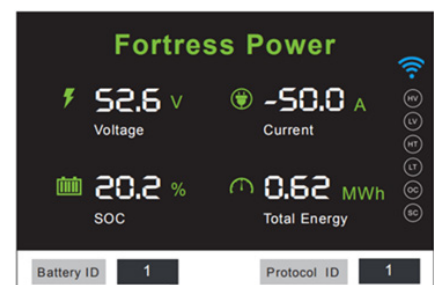 Fortress Power
52.6 V
-50.0 A
Voltage
Current
20.2 %
0.62 MWh
SOC
Total Energy
HV
LV
HT
LT
OC
SC
Battery ID 1
Protocol ID 1